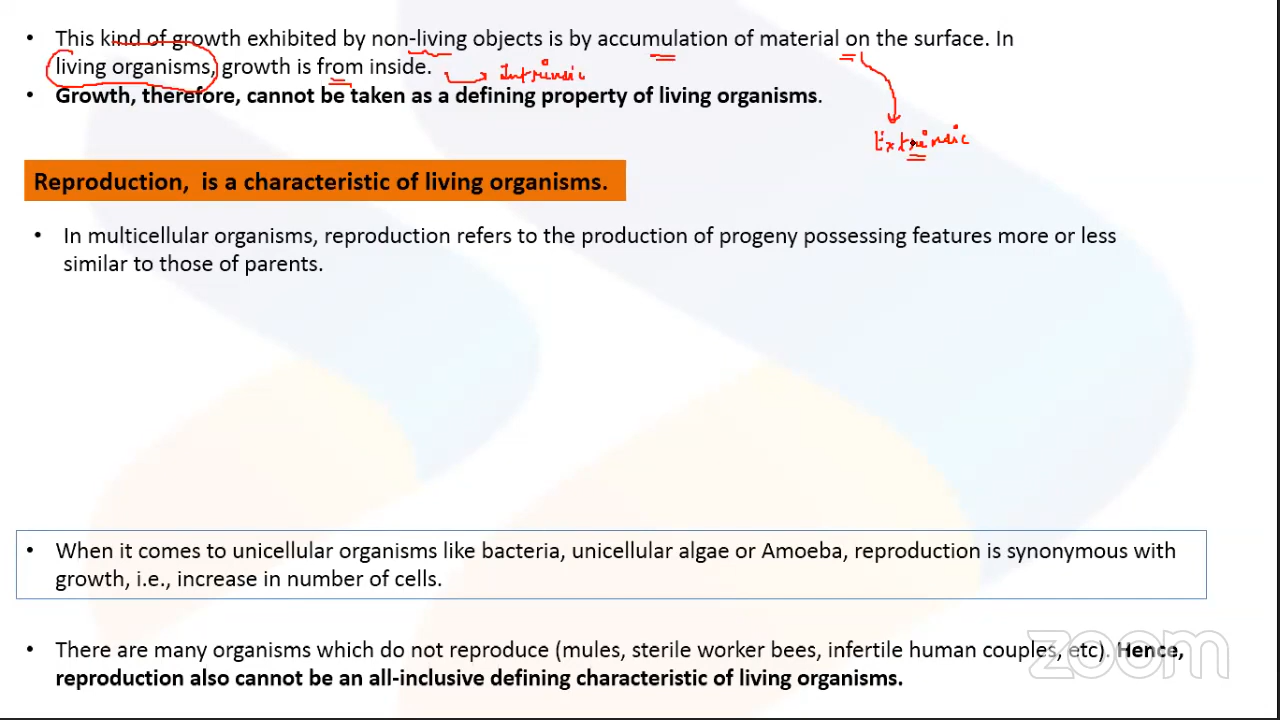 • This kind of growth exhibited by non-living objects is by accumulation of material on the surface. In
living organisms, growth is from inside. Intrinsic
• Growth, therefore, cannot be taken as a defining property of living organisms.
Extrinsic
Reproduction,  is a characteristic of living organisms.
• In multicellular organisms, reproduction refers to the production of progeny possessing features more or less
similar to those of parents.
• When it comes to unicellular organisms like bacteria, unicellular algae or Amoeba, reproduction is synonymous with
growth, i.e., increase in number of cells.
• There are many organisms which do not reproduce (mules, sterile worker bees, infertile human couples, etc). Hence,
reproduction also cannot be an all-inclusive defining characteristic of living organisms.
zoom